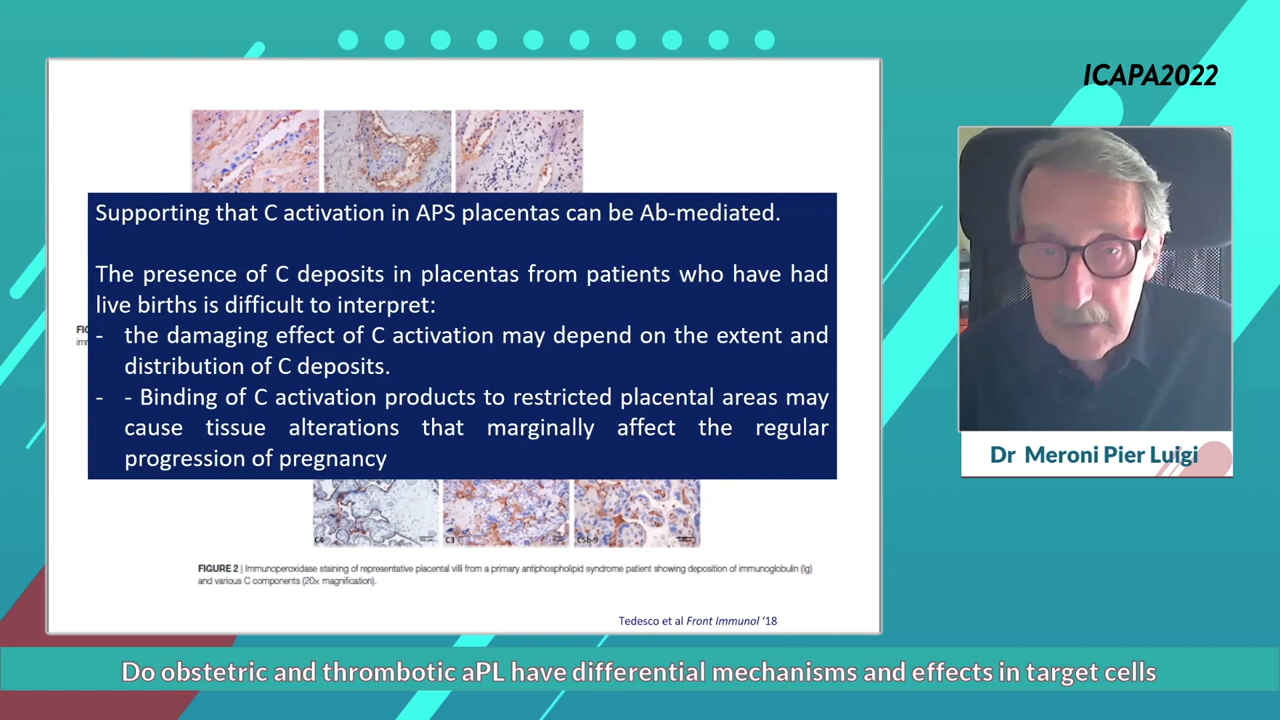 ICAPA2022
Supporting that C activation in APS placentas can be Ab-mediated.
The presence of C deposits in placentas from patients who have had
live births is difficult to interpret:
- the damaging effect of C activation may depend on the extent and
distribution of C deposits.
- - Binding of C activation products to restricted placental areas may
cause tissue alterations that marginally affect the regular
progression of pregnancy
C4
C3
C5b-9
FIGURE 2 | Immunoperoxidase staining of representative placental villi from a primary antiphospholipid syndrome patient showing deposition of immunoglobulin (Ig)
and various C components (20x magnification).
Tedesco et al Front Immunol '18
Dr Meroni Pier Luigi
Do obstetric and thrombotic aPL have differential mechanisms and effects in target cells